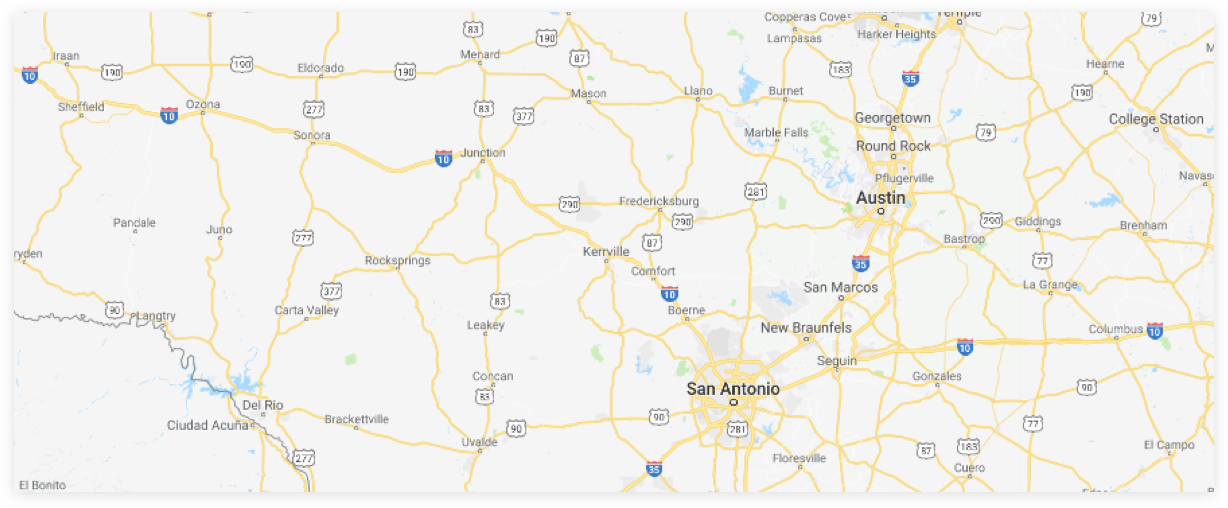 Copperas Cove
Temple
83
79
Lampasas
Harker Heights
190
Menard
Iraan
87
190
Hearne
10
190
Eldorado
190
183
35
Llano
Burnet
190
Mason
Sheffield
Ozona
277
83
10
377
Georgetown
College Station
Sonora
Marble Falls
79
Round Rock
10
Junction
Pflugerville
281
Austin
290
Fredericksburg
290
290
Giddings
Pandale
Juno
277
87
Bastrop
Brenham
ryden
Rocksprings
Kerrville
35
77
Comfort
377
10
San Marcos
La Grange
90
Langtry
Carta Valley
83
Boerne
Leakey
New Braunfels
Columbus
10
10
Seguin
Concan
San Antonio
Gonzales
90
83
Del Rio
Ciudad Acuña
Brackettville
90
90
281
77
Uvalde
87
183
El Campo
277
35
Floresville
Cuero
El Bonito